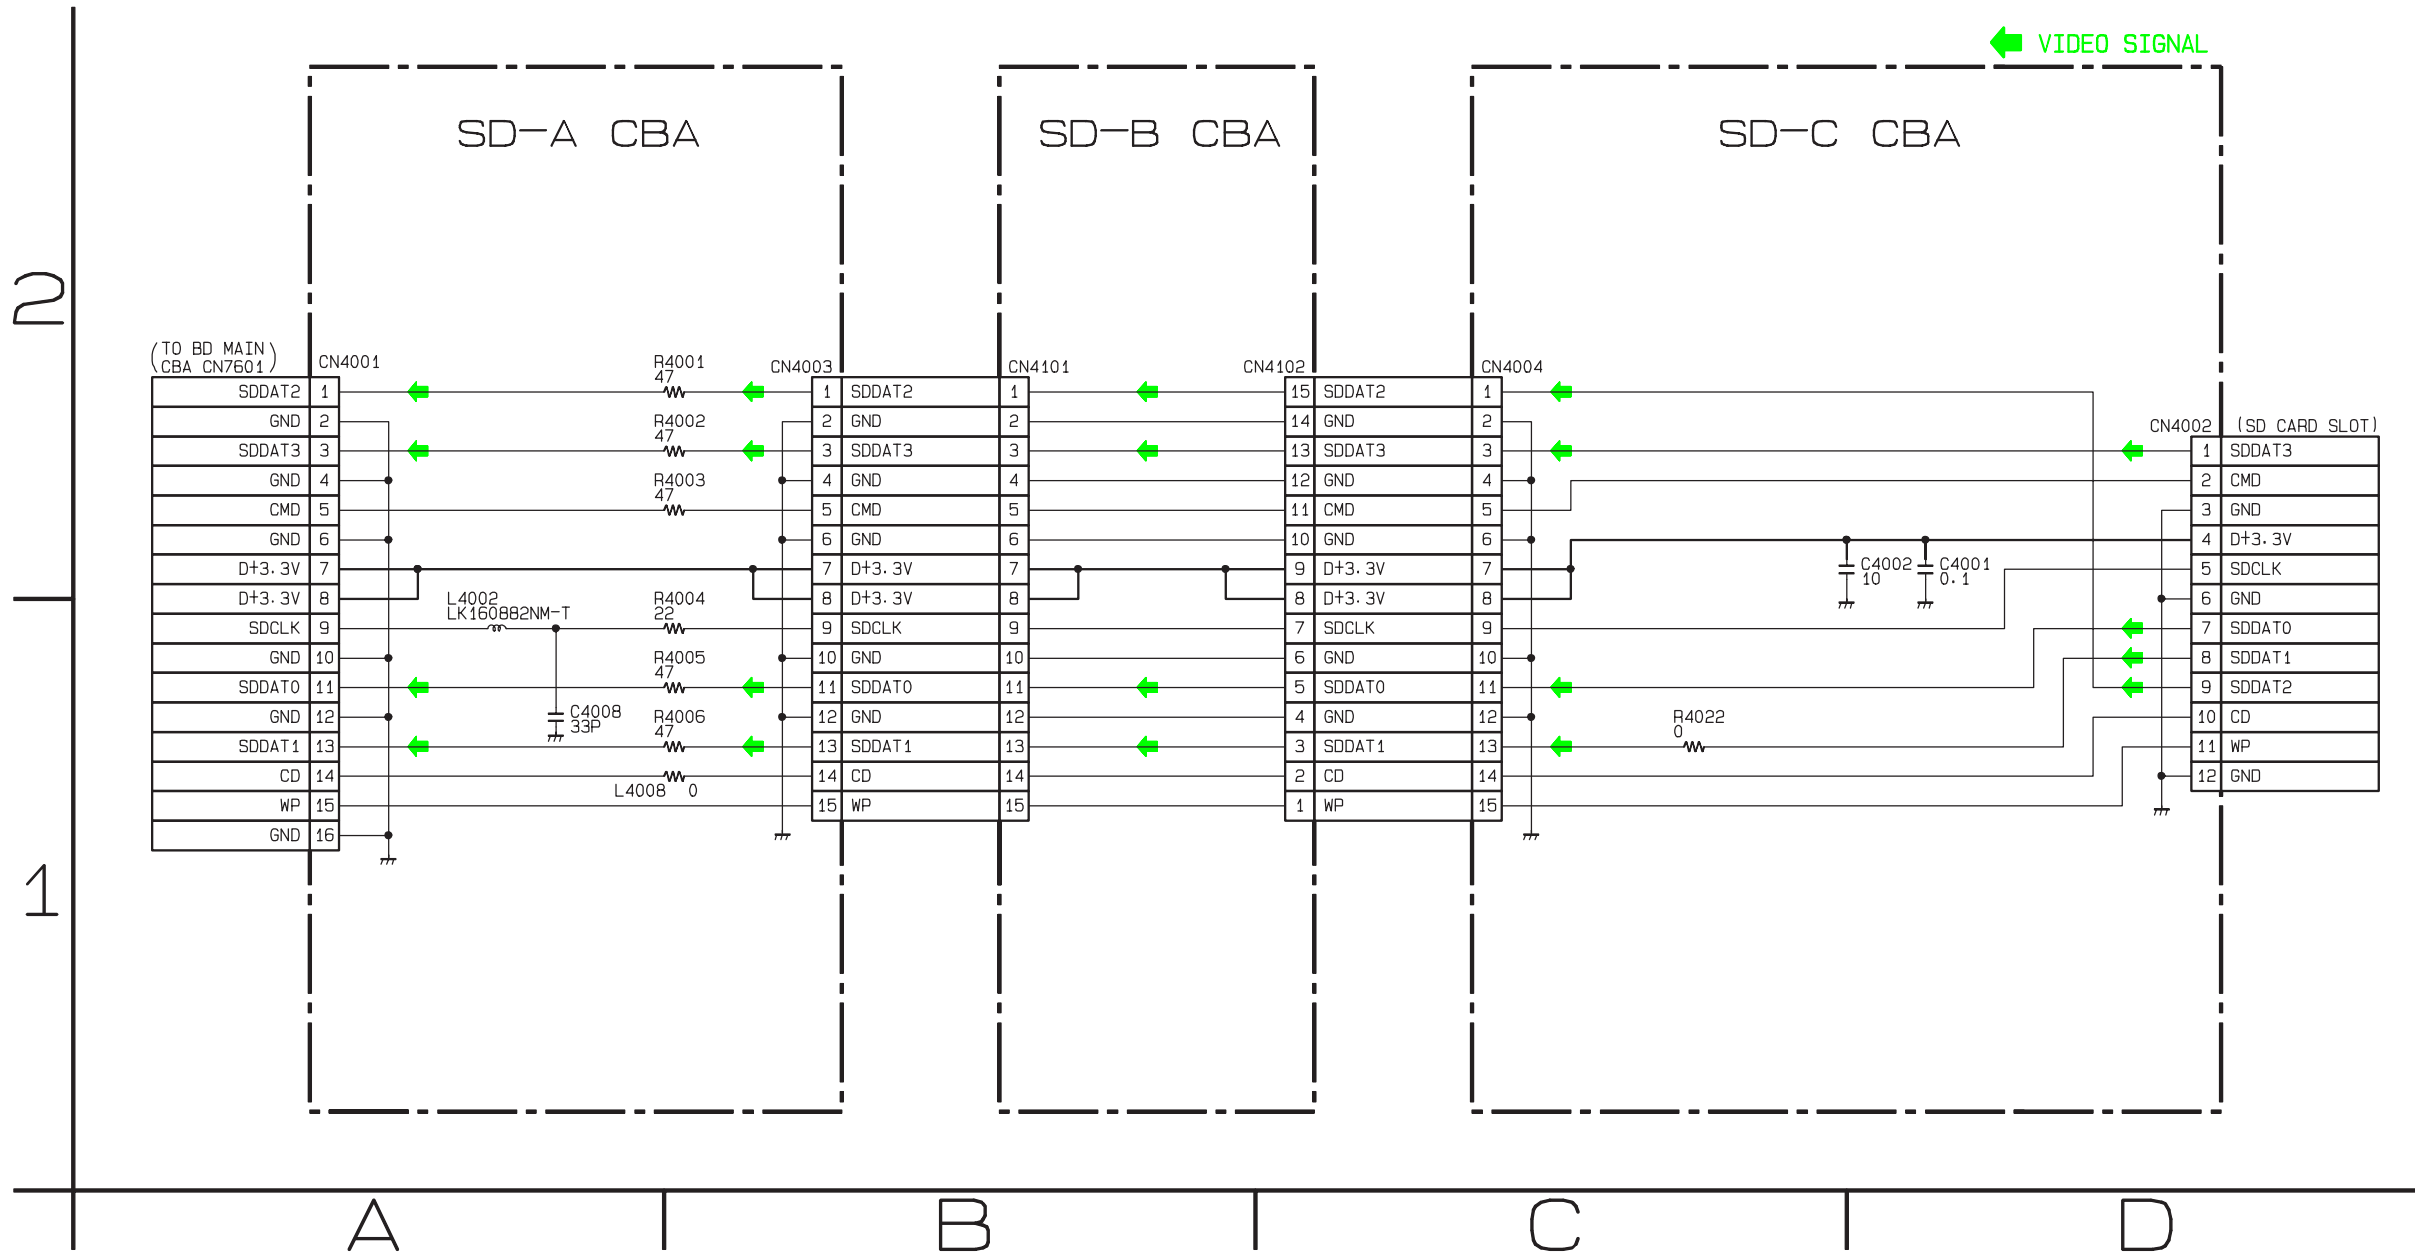 VIDEO SIGNAL
SD-A CBA
SD-B CBA
SD-C CBA
2
1
(TO BD MAIN)
(CBA CN7601)
CN4001
SDDAT2 1
GND 2
SDDAT3 3
GND 4
CMD 5
GND 6
D+3.3V 7
D+3.3V 8
SDCLK 9
GND 10
SDDAT0 11
GND 12
SDDAT1 13
CD 14
WP 15
GND 16
R4001
47
R4002
47
R4003
47
L4002
LK160882NM-T
R4004
22
R4005
47
C4008
33P
R4006
47
L4008 0
CN4003
1 SDDAT2
2 GND
3 SDDAT3
4 GND
5 CMD
6 GND
7 D+3.3V
8 D+3.3V
9 SDCLK
10 GND
11 SDDAT0
12 GND
13 SDDAT1
14 CD
15 WP
CN4101
1
2
3
4
5
6
7
8
9
10
11
12
13
14
15
CN4102
15 SDDAT2
14 GND
13 SDDAT3
12 GND
11 CMD
10 GND
9 D+3.3V
8 D+3.3V
7 SDCLK
6 GND
5 SDDAT0
4 GND
3 SDDAT1
2 CD
1 WP
CN4004
1
2
3
4
5
6
7
8
9
10
11
12
13
14
15
C4002
10
C4001
0.1
R4022
0
CN4002 (SD CARD SLOT)
1 SDDAT3
2 CMD
3 GND
4 D+3.3V
5 SDCLK
6 GND
7 SDDAT0
8 SDDAT1
9 SDDAT2
10 CD
11 WP
12 GND
A B C D